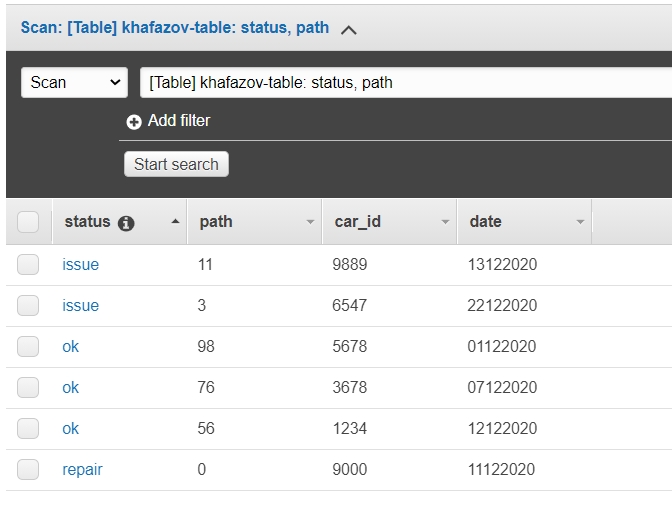 Scan: [Table] khafazov-table: status, path
Scan [Table] khafazov-table: status, path
Add filter
Start search
status path car_id date
issue 11 9889 13122020
issue 3 6547 22122020
ok 98 5678 01122020
ok 76 3678 07122020
ok 56 1234 12122020
repair 0 9000 11122020